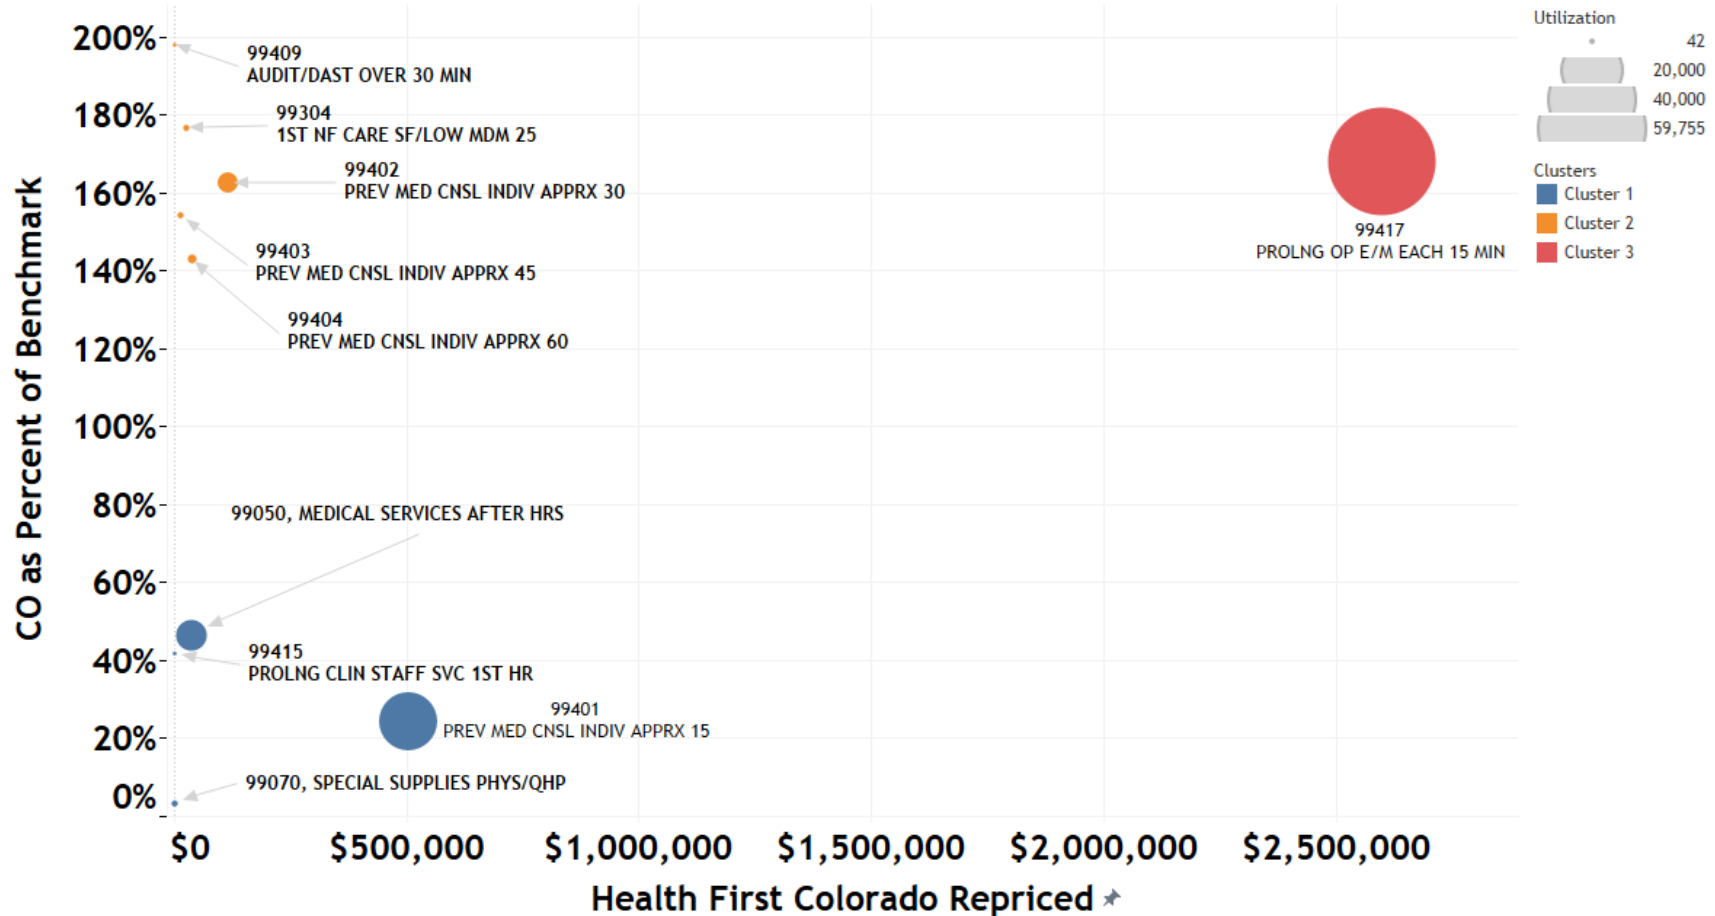 CO as Percent of Benchmark
200%
180%
160%
140%
120%
100%
80%
60%
40%
20%
0%
99409
AUDIT/DAST OVER 30 MIN
99304
1ST NF CARE SF/LOW MDM 25
99402
PREV MED CNSL INDIV APPRX 30
99403
PREV MED CNSL INDIV APPRX 45
99404
PREV MED CNSL INDIV APPRX 60
99417
PROLNG OP E/M EACH 15 MIN
99050, MEDICAL SERVICES AFTER HRS
99415
PROLNG CLIN STAFF SVC 1ST HR
99401
PREV MED CNSL INDIV APPRX 15
99070, SPECIAL SUPPLIES PHYS/QHP
$0
$500,000
$1,000,000
$1,500,000
$2,000,000
$2,500,000
Health First Colorado Repriced
Utilization
42
20,000
40,000
59,755
Clusters
Cluster 1
Cluster 2
Cluster 3